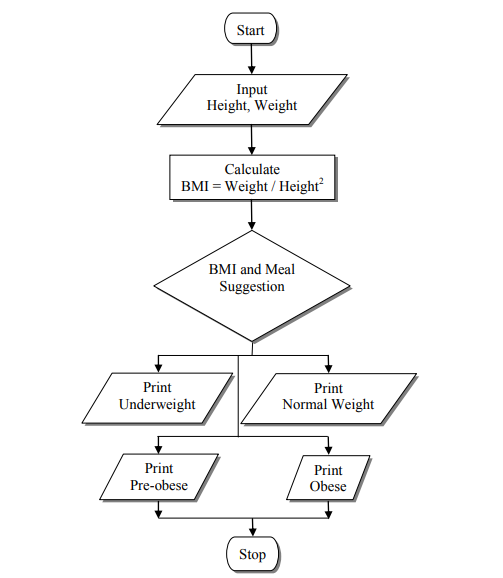 Start
Input
Height, Weight
Calculate
BMI = Weight / Height²
BMI and Meal
Suggestion
Print
Underweight
Print
Normal Weight
Print
Pre-obese
Print
Obese
Stop